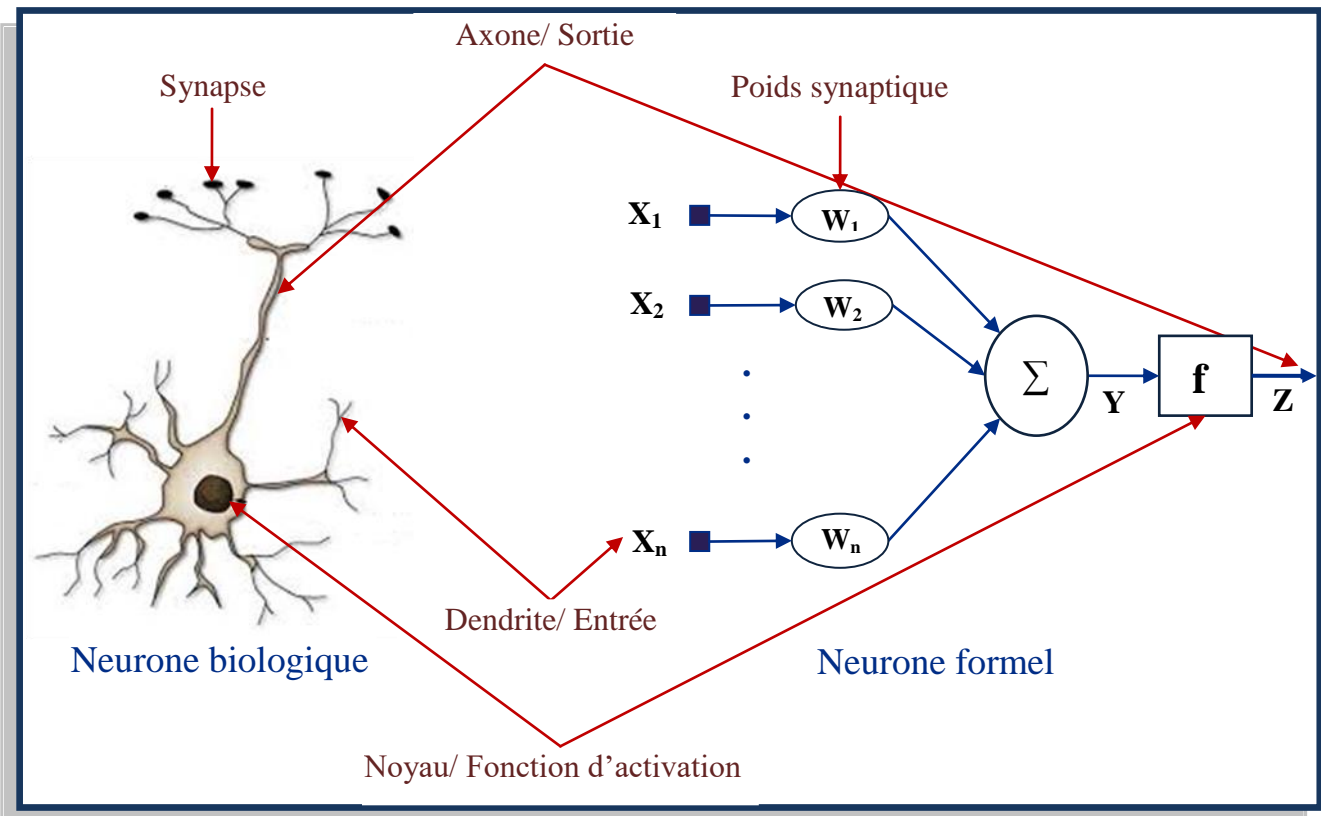 Axone/ Sortie
Synapse
Poids synaptique
X₁
W₁
X₂
W₂
∑
Y
f
Z
Xₙ
Wₙ
Dendrite/ Entrée
Neurone biologique
Neurone formel
Noyau/ Fonction d’activation